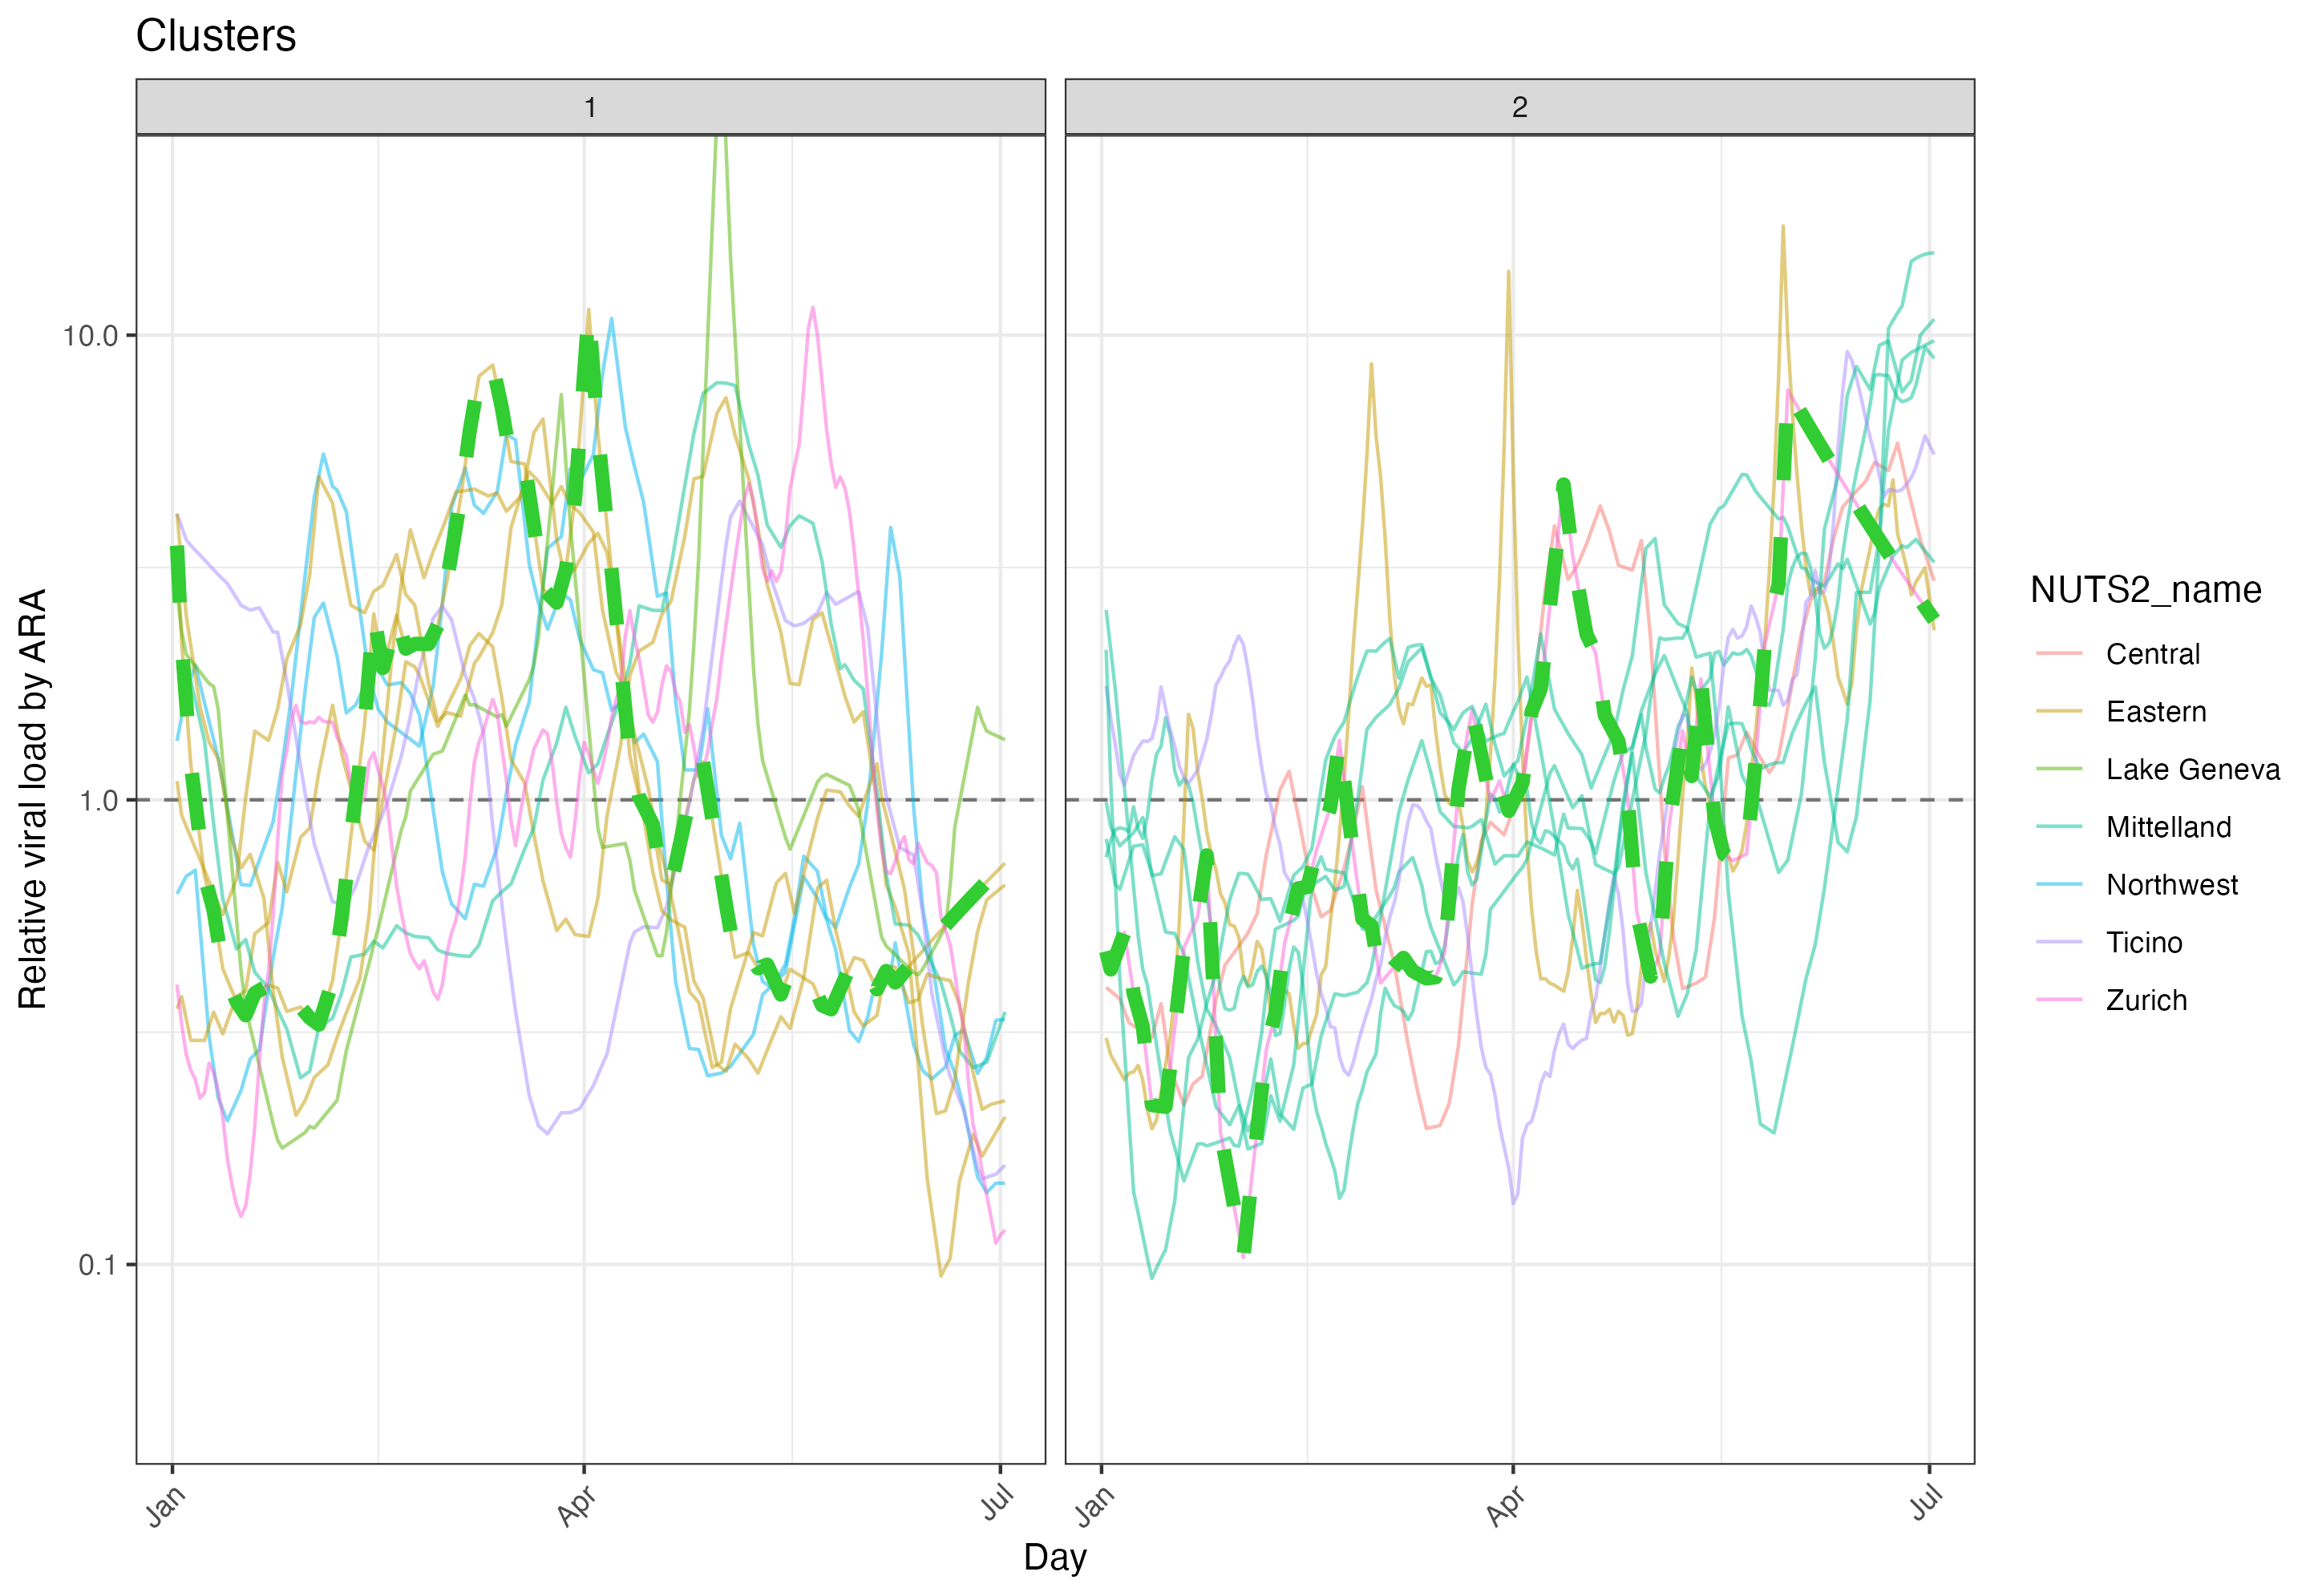 Clusters
1
2
Relative viral load by ARA
10.0
1.0
0.1
Jan
Apr
Jul
Jan
Apr
Jul
Day
NUTS2_name
Central
Eastern
Lake Geneva
Mittelland
Northwest
Ticino
Zurich